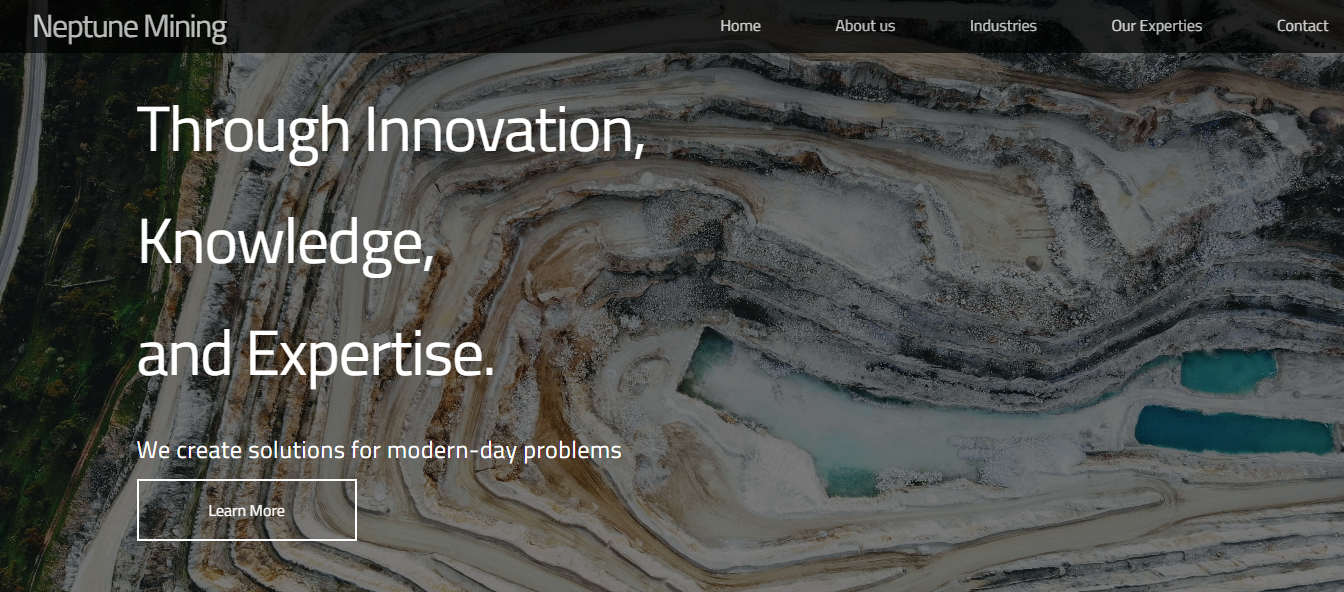 Neptune Mining
Home
About us
Industries
Our Experties
Contact
Through Innovation,
Knowledge,
and Expertise.
We create solutions for modern-day problems
Learn More